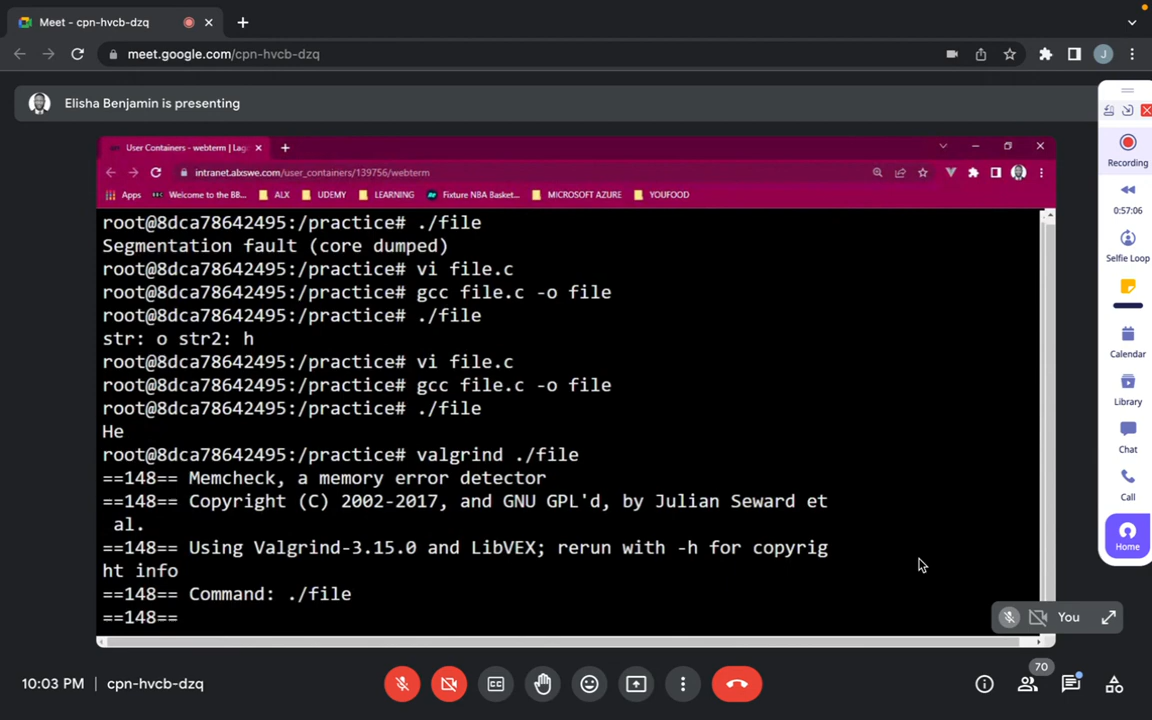 Meet - cpn-hvcb-dzq
meet.google.com/cpn-hvcb-dzq
J
Elisha Benjamin is presenting
User Containers - webterm | Lag
intranet.alxswe.com/user_containers/139756/webterm
Apps Welcome to the BB... ALX UDEMY LEARNING Fixture NBA Basket... MICROSOFT AZURE YOUFOOD
root@8dca78642495:/practice# ./file
Segmentation fault (core dumped)
root@8dca78642495:/practice# vi file.c
root@8dca78642495:/practice# gcc file.c -o file
root@8dca78642495:/practice# ./file
str: o str2: h
root@8dca78642495:/practice# vi file.c
root@8dca78642495:/practice# gcc file.c -o file
root@8dca78642495:/practice# ./file
He
root@8dca78642495:/practice# valgrind ./file
==148== Memcheck, a memory error detector
==148== Copyright (C) 2002-2017, and GNU GPL'd, by Julian Seward et
al.
==148== Using Valgrind-3.15.0 and LibVEX; rerun with -h for copyrig
ht info
==148== Command: ./file
==148==
You
10:03 PM | cpn-hvcb-dzq
70
Recording
0:57:06
Selfie Loop
Calendar
Library
Chat
Call
Home